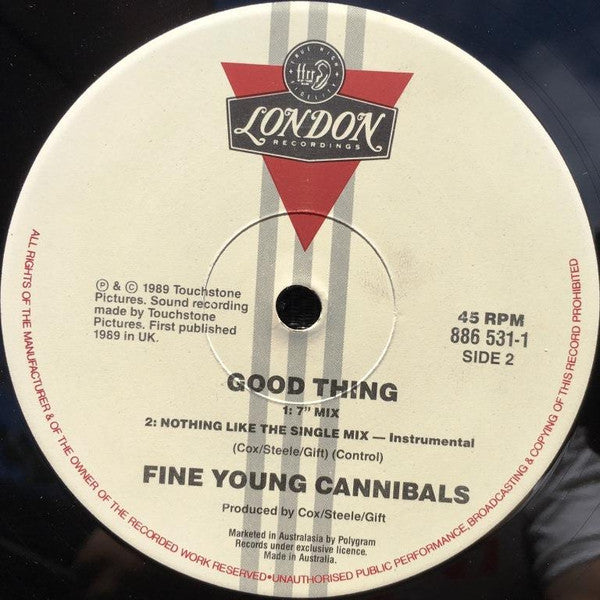 TRUE HIGH
ffrr
FIDELITY
LONDON
RECORDINGS
Ⓟ & © 1989 Touchstone
Pictures. Sound recording
made by Touchstone
Pictures. First published
1989 in UK.
45 RPM
886 531-1
SIDE 2
GOOD THING
1: 7" MIX
2: NOTHING LIKE THE SINGLE MIX — Instrumental
(Cox/Steele/Gift) (Control)
FINE YOUNG CANNIBALS
Produced by Cox/Steele/Gift
Marketed in Australasia by Polygram
Records under exclusive licence.
Made in Australia.
ALL RIGHTS OF THE MANUFACTURER & OF THE OWNER OF THE RECORDED WORK RESERVED•UNAUTHORISED PUBLIC PERFORMANCE, BROADCASTING & COPYING OF THIS RECORD PROHIBITED